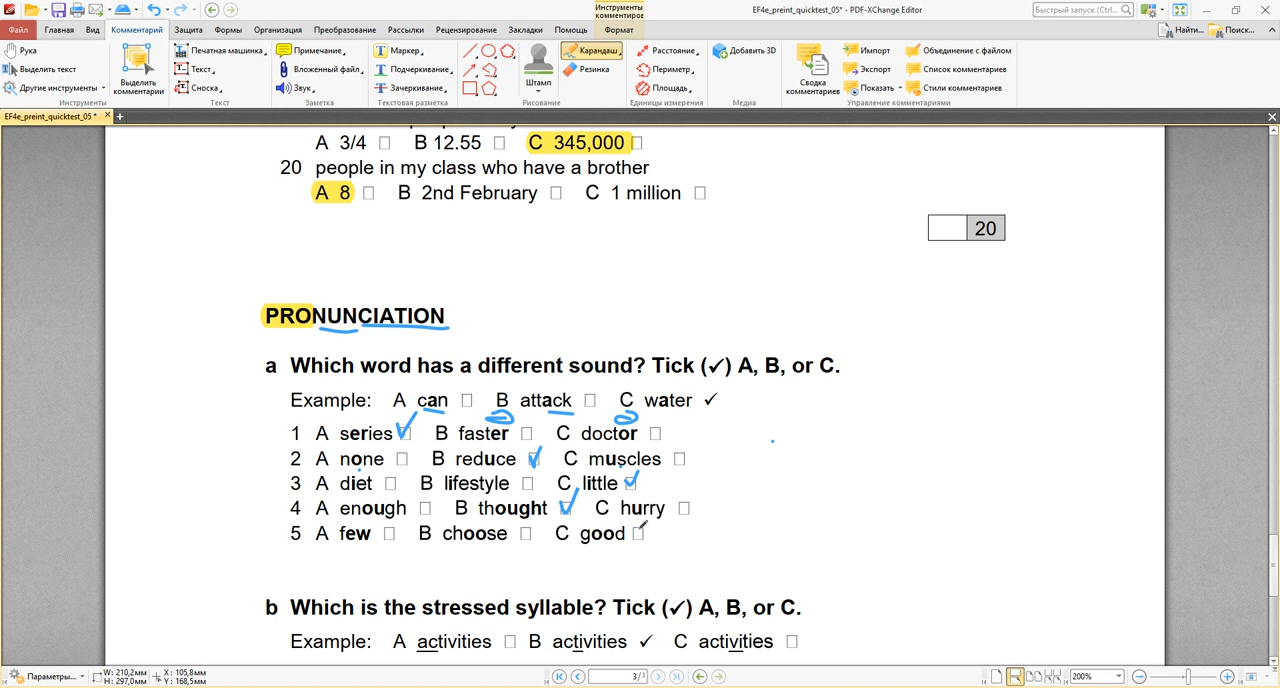 EF4e_preint_quicktest_05* - PDF-XChange Editor
Инструменты комментиров
Быстрый запуск (Ctrl...
Файл Главная Вид Комментарий Защита Формы Организация Преобразование Рассылки Рецензирование Закладки Помощь Формат Найти... Поиск...
Рука
Выделить текст
Другие инструменты
Инструменты
Выделить комментарии
Печатная машинка
Текст
Сноска
Текст
Примечание
Вложенный файл
Звук
Заметка
Маркер
Подчеркивание
Зачеркивание
Текстовая разметка
Штамп
Карандаш
Резинка
Рисование
Расстояние
Периметр
Площадь
Единицы измерения
Добавить 3D
Медиа
Сводка комментариев
Импорт
Экспорт
Показать
Объединение с файлом
Список комментариев
Стили комментариев
Управление комментариями
EF4e_preint_quicktest_05*
A 3/4 □ B 12.55 □ C 345,000 □
20 people in my class who have a brother
A 8 □ B 2nd February □ C 1 million □
20
PRONUNCIATION
a Which word has a different sound? Tick (✓) A, B, or C.
Example: A can □ B attack □ C water ✓
1 A series □ B faster □ C doctor □
2 A none □ B reduce □ C muscles □
3 A diet □ B lifestyle □ C little □
4 A enough □ B thought □ C hurry □
5 A few □ B choose □ C good □
b Which is the stressed syllable? Tick (✓) A, B, or C.
Example: A activities □ B activities ✓ C activities □
Параметры...
W: 210,2мм
H: 297,0мм
X: 105,8мм
Y: 168,5мм
200%